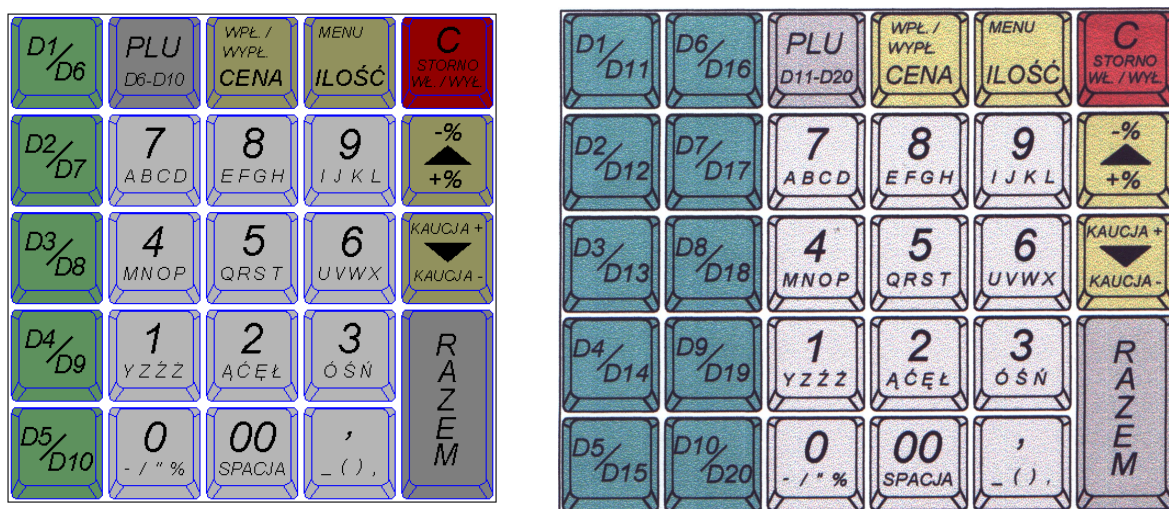 D1/D6
PLU
D6-D10
WPŁ./
WYPŁ.
CENA
MENU
ILOŚĆ
C
STORNO
WŁ./WYŁ.
D2/D7
7
ABCD
8
EFGH
9
IJKL
-%
+%
D3/D8
4
MNOP
5
QRST
6
UVWX
KAUCJA +
KAUCJA -
D4/D9
1
YZŹŻ
2
ĄĆĘŁ
3
ÓŚŃ
RAZEM
D5/D10
0
- / " %
00
SPACJA
,
_ ( ) ,
D1/D11
D6/D16
PLU
D11-D20
WPŁ./
WYPŁ.
CENA
MENU
ILOŚĆ
C
STORNO
WŁ./WYŁ.
D2/D12
D7/D17
7
ABCD
8
EFGH
9
IJKL
-%
+%
D3/D13
D8/D18
4
MNOP
5
QRST
6
UVWX
KAUCJA +
KAUCJA -
D4/D14
D9/D19
1
YZŹŻ
2
ĄĆĘŁ
3
ÓŚŃ
RAZEM
D5/D15
D10/D20
0
- / " %
00
SPACJA
,
_ ( ) ,